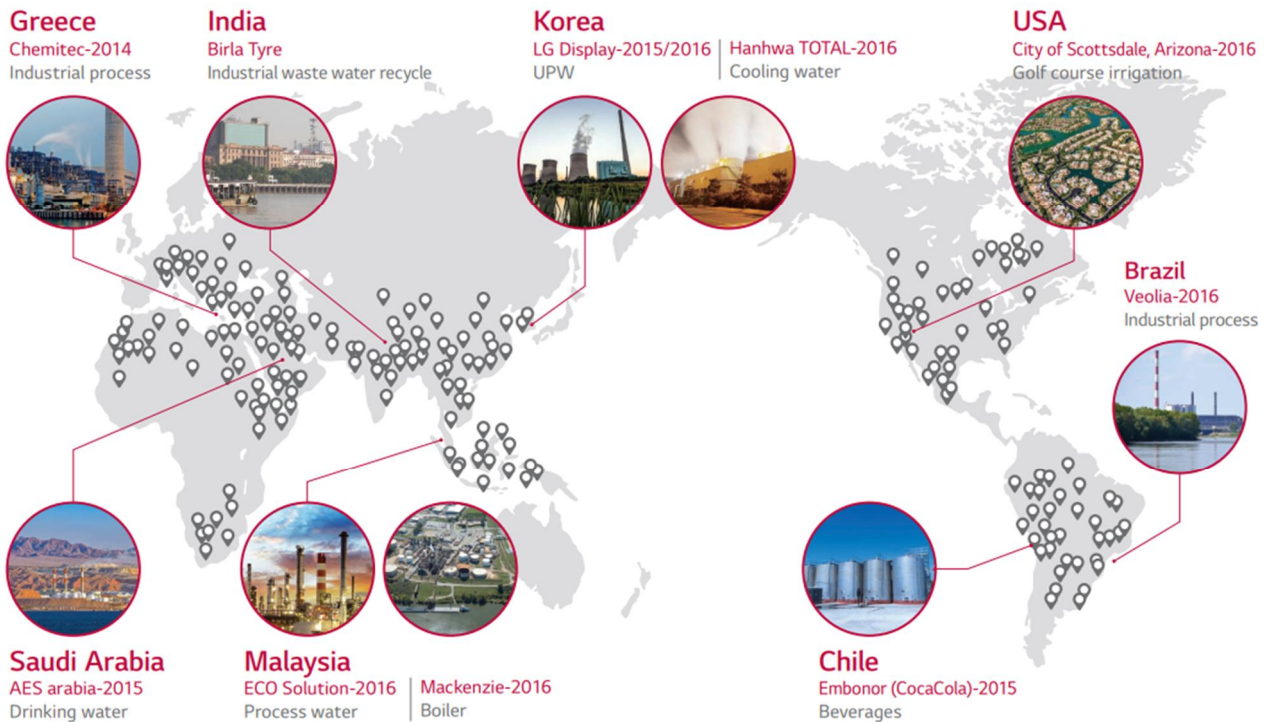 Greece
Chemitec-2014
Industrial process
India
Birla Tyre
Industrial waste water recycle
Korea
LG Display-2015/2016
UPW
Hanhwa TOTAL-2016
Cooling water
USA
City of Scottsdale, Arizona-2016
Golf course irrigation
Brazil
Veolia-2016
Industrial process
Saudi Arabia
AES arabia-2015
Drinking water
Malaysia
ECO Solution-2016
Process water
Mackenzie-2016
Boiler
Chile
Embonor (CocaCola)-2015
Beverages